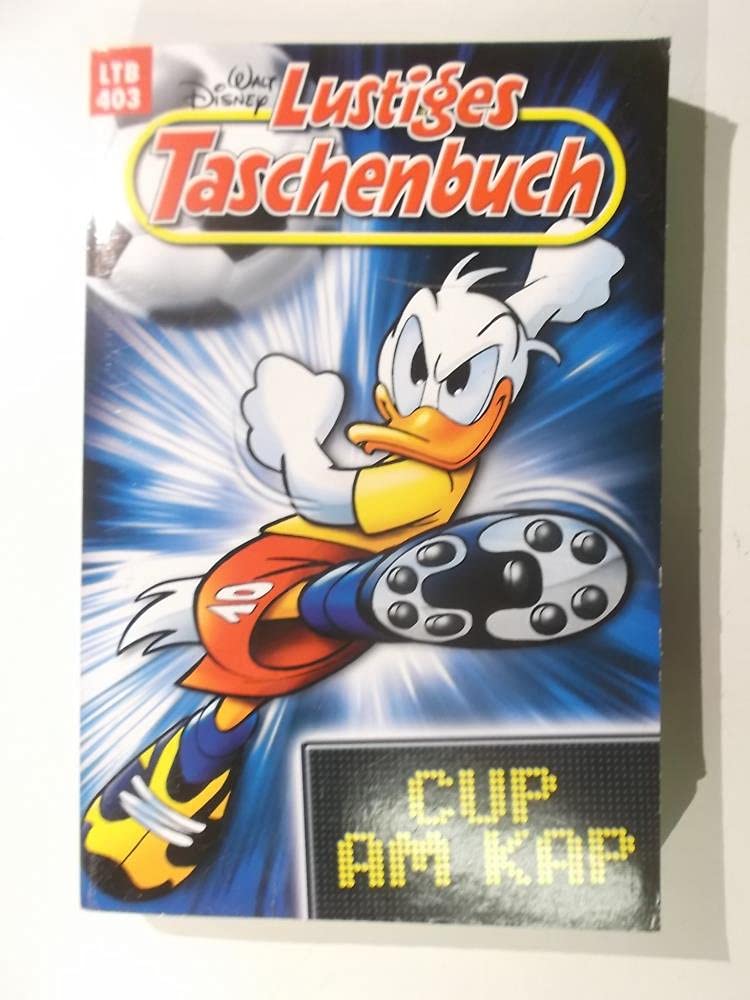 LTB
403
Walt
Disney
Lustiges
Taschenbuch
10
CUP
AM KAP